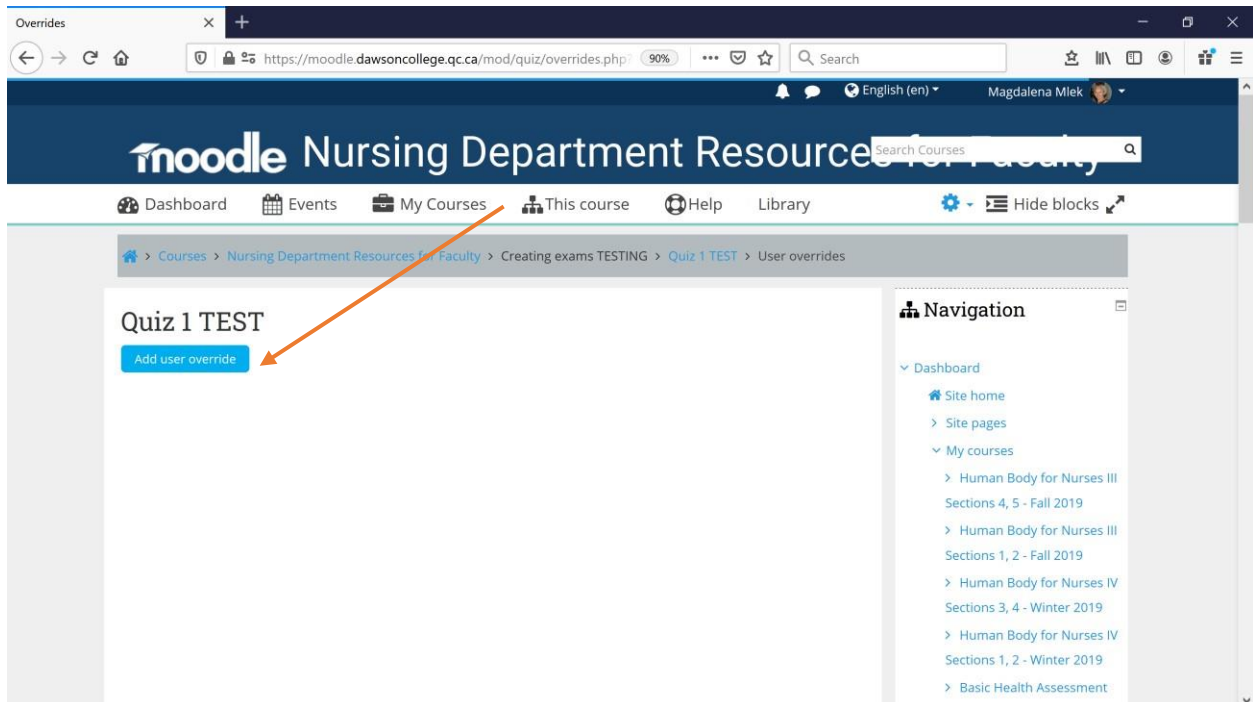 Overrides
https://moodle.dawsoncollege.qc.ca/mod/quiz/overrides.php? 90% Search
English (en) Magdalena Mlek
moodle Nursing Department Resources for Faculty
Search Courses
Dashboard Events My Courses This course Help Library Hide blocks
Courses > Nursing Department Resources for Faculty > Creating exams TESTING > Quiz 1 TEST > User overrides
Quiz 1 TEST
Add user override
Navigation
Dashboard
Site home
Site pages
My courses
Human Body for Nurses III
Sections 4, 5 - Fall 2019
Human Body for Nurses III
Sections 1, 2 - Fall 2019
Human Body for Nurses IV
Sections 3, 4 - Winter 2019
Human Body for Nurses IV
Sections 1, 2 - Winter 2019
Basic Health Assessment